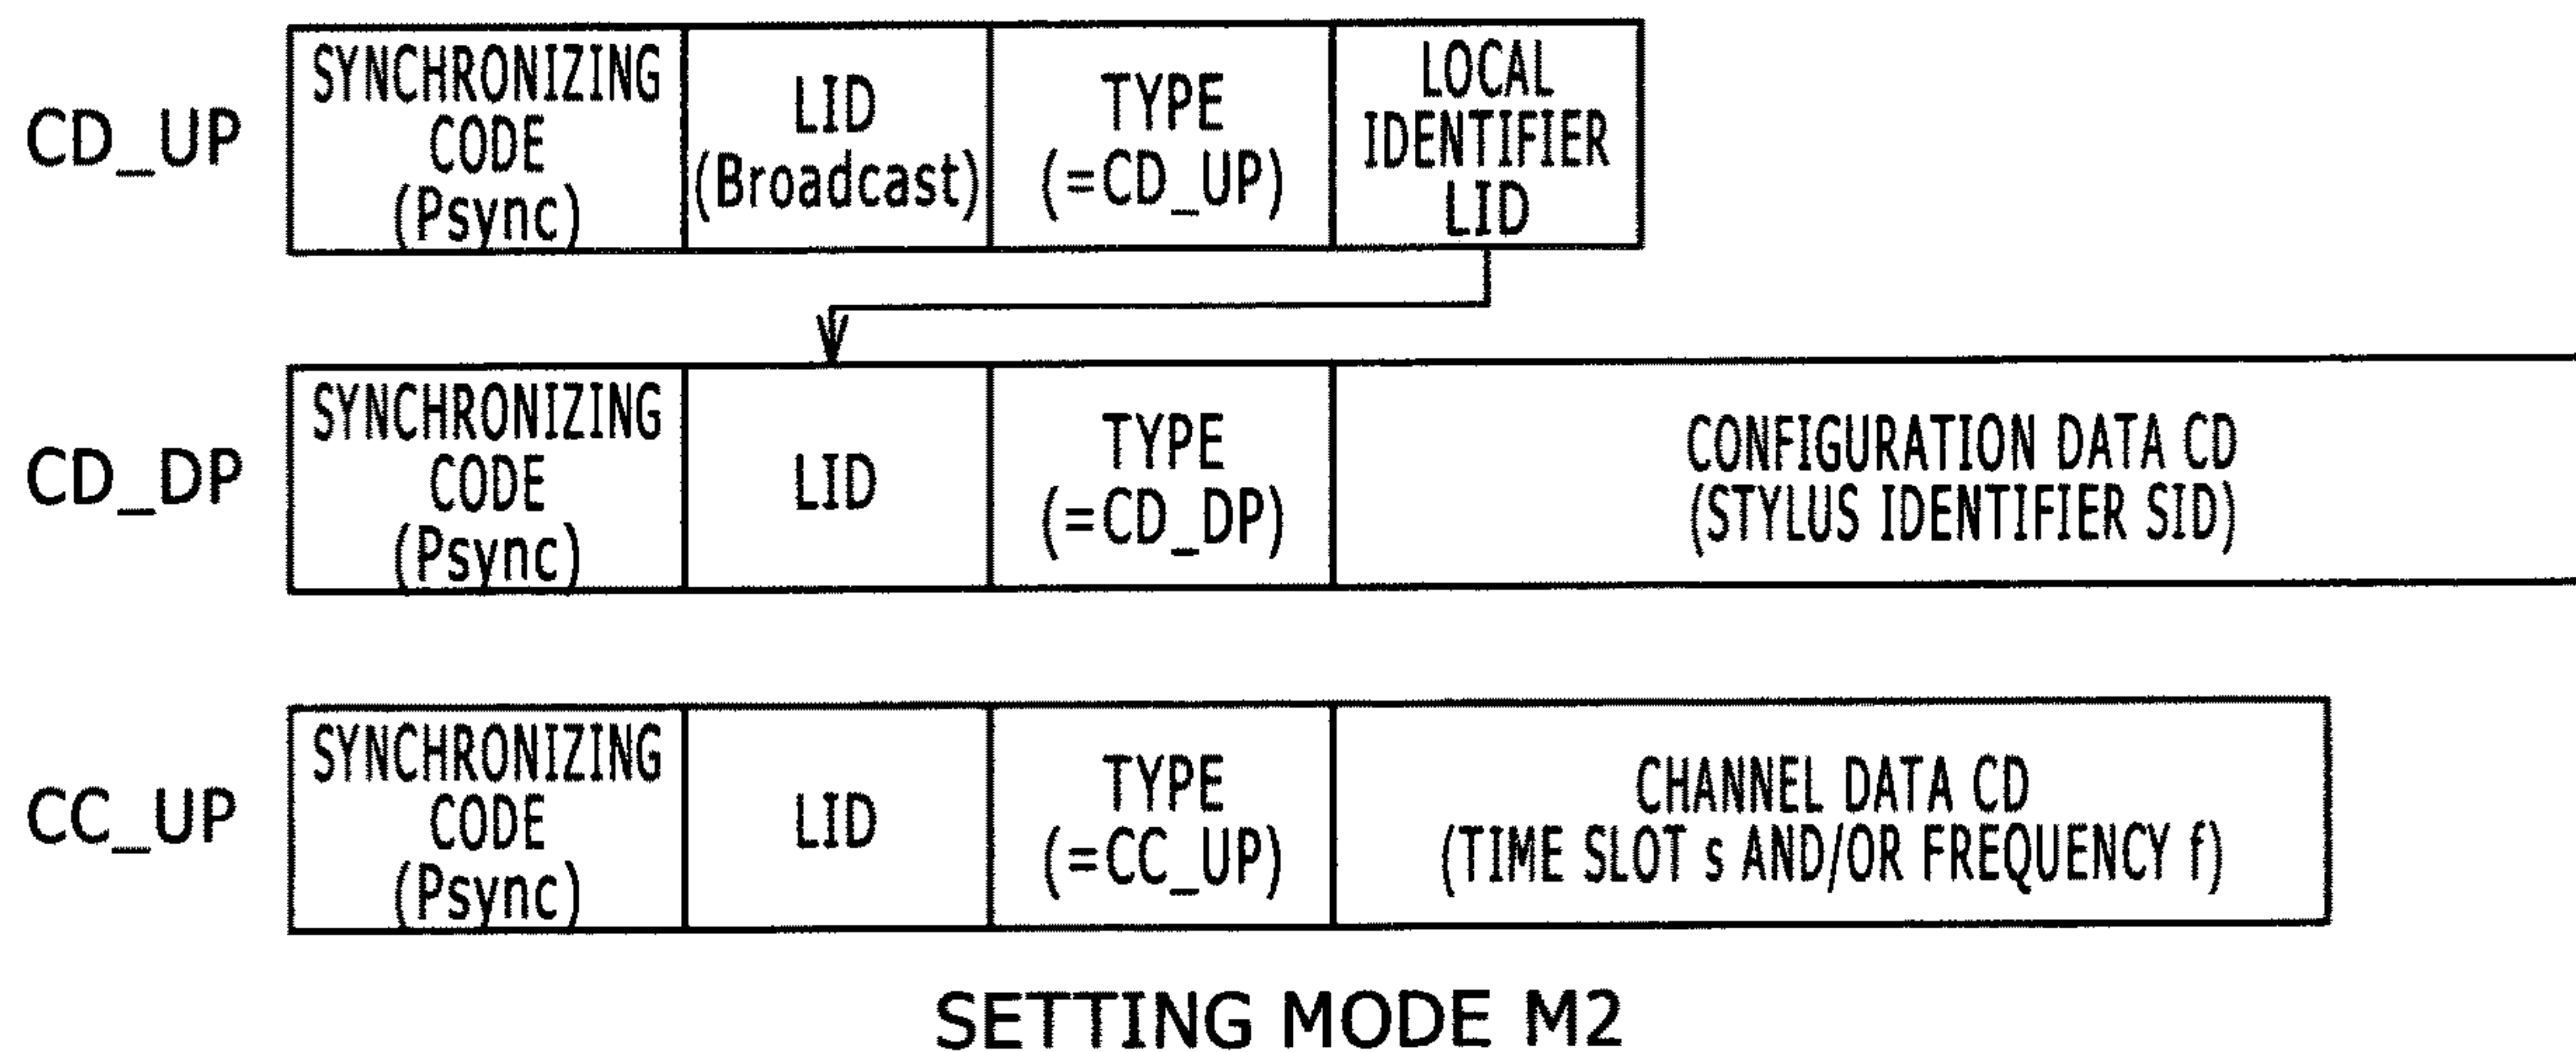 CD_UP
SYNCHRONIZING
CODE
(Psync)
LID
(Broadcast)
TYPE
(=CD_UP)
LOCAL
IDENTIFIER
LID
CD_DP
SYNCHRONIZING
CODE
(Psync)
LID
TYPE
(=CD_DP)
CONFIGURATION DATA CD
(STYLUS IDENTIFIER SID)
CC_UP
SYNCHRONIZING
CODE
(Psync)
LID
TYPE
(=CC_UP)
CHANNEL DATA CD
(TIME SLOT s AND/OR FREQUENCY f)
SETTING MODE M2